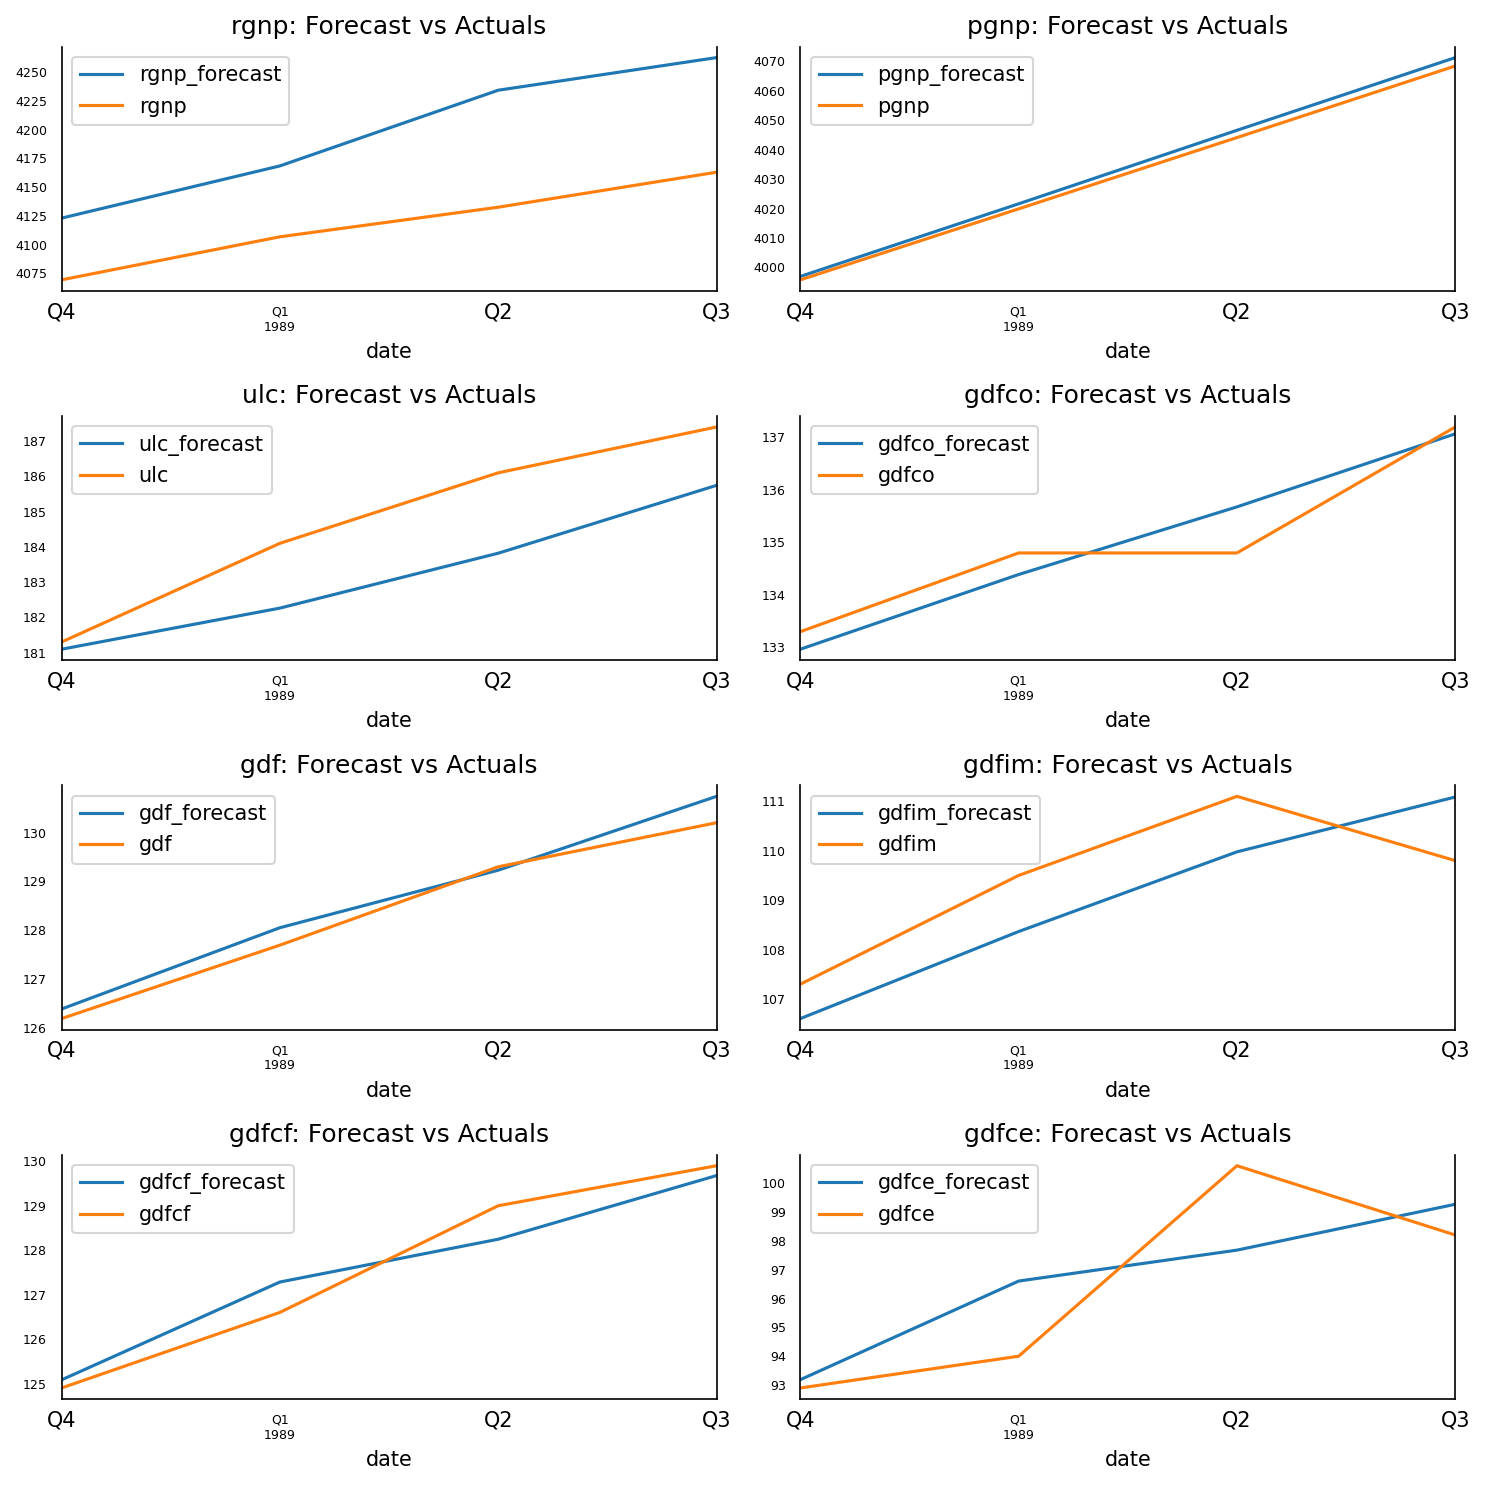 rgnp: Forecast vs Actuals
rgnp_forecast
rgnp
4250
4225
4200
4175
4150
4125
4100
4075
Q4
Q1
1989
Q2
Q3
date
pgnp: Forecast vs Actuals
pgnp_forecast
pgnp
4070
4060
4050
4040
4030
4020
4010
4000
Q4
Q1
1989
Q2
Q3
date
ulc: Forecast vs Actuals
ulc_forecast
ulc
187
186
185
184
183
182
181
Q4
Q1
1989
Q2
Q3
date
gdfco: Forecast vs Actuals
gdfco_forecast
gdfco
137
136
135
134
133
Q4
Q1
1989
Q2
Q3
date
gdf: Forecast vs Actuals
gdf_forecast
gdf
130
129
128
127
126
Q4
Q1
1989
Q2
Q3
date
gdfim: Forecast vs Actuals
gdfim_forecast
gdfim
111
110
109
108
107
Q4
Q1
1989
Q2
Q3
date
gdfcf: Forecast vs Actuals
gdfcf_forecast
gdfcf
130
129
128
127
126
125
Q4
Q1
1989
Q2
Q3
date
gdfce: Forecast vs Actuals
gdfce_forecast
gdfce
100
99
98
97
96
95
94
93
Q4
Q1
1989
Q2
Q3
date